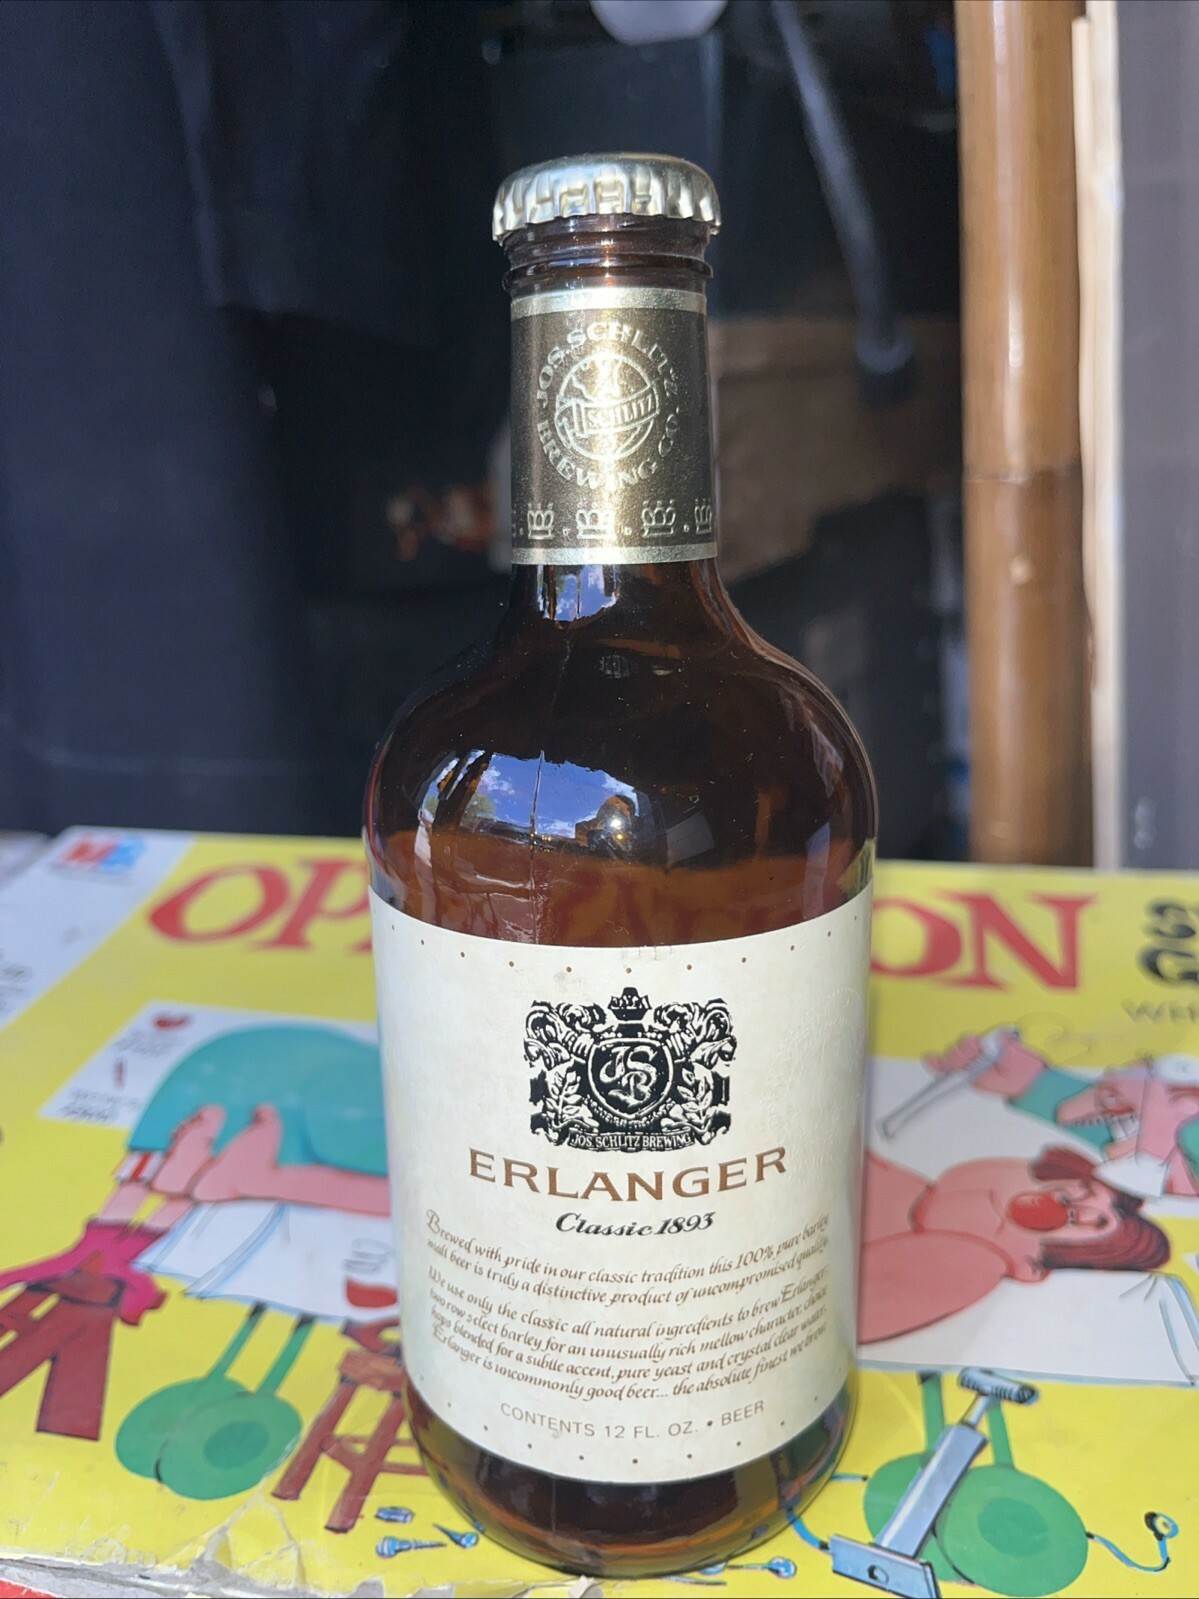 JOS. SCHLITZ
SCHLITZ
BREWING CO.
MB
OPERATION
JSB
JOS. SCHLITZ BREWING
ERLANGER
Classic 1893
Brewed with pride in our classic tradition this 100% pure barley
malt beer is truly a distinctive product of uncompromised quality.
We use only the classic all natural ingredients to brew Erlanger:
two row select barley for an unusually rich mellow character, choice
hops blended for a subtle accent, pure yeast and crystal clear water.
Erlanger is uncommonly good beer... the absolute finest we brew.
CONTENTS 12 FL. OZ. • BEER